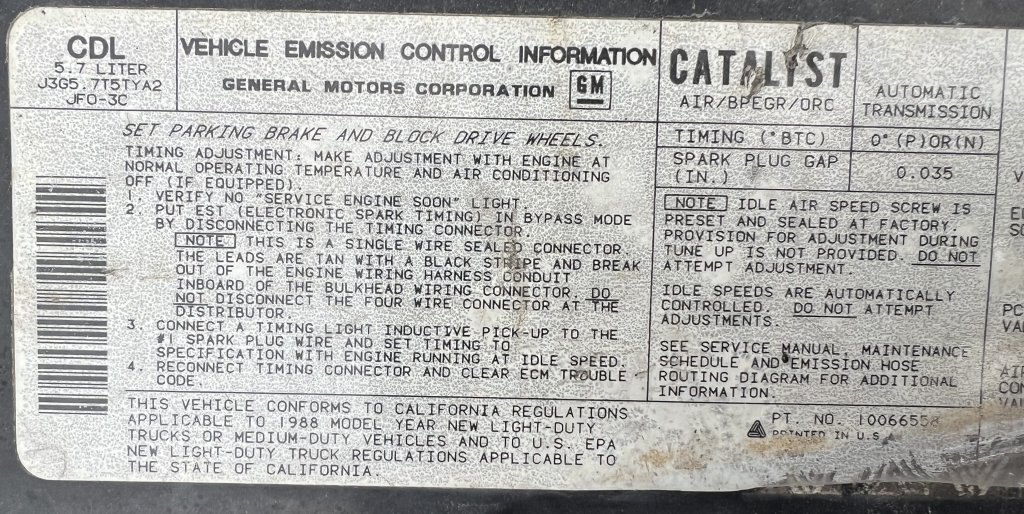 CDL
5.7 LITER
J3G5.7T5TYA2
JFO-3C
VEHICLE EMISSION CONTROL INFORMATION
GENERAL MOTORS CORPORATION GM
CATALYST
AIR/BPEGR/ORC
AUTOMATIC
TRANSMISSION
TIMING (°BTC) 0°(P)OR(N)
SPARK PLUG GAP
(IN.) 0.035
SET PARKING BRAKE AND BLOCK DRIVE WHEELS.
TIMING ADJUSTMENT: MAKE ADJUSTMENT WITH ENGINE AT
NORMAL OPERATING TEMPERATURE AND AIR CONDITIONING
OFF (IF EQUIPPED).
1. VERIFY NO "SERVICE ENGINE SOON" LIGHT.
2. PUT EST (ELECTRONIC SPARK TIMING) IN BYPASS MODE
BY DISCONNECTING THE TIMING CONNECTOR.
NOTE THIS IS A SINGLE WIRE SEALED CONNECTOR.
THE LEADS ARE TAN WITH A BLACK STRIPE AND BREAK
OUT OF THE ENGINE WIRING HARNESS CONDUIT
INBOARD OF THE BULKHEAD WIRING CONNECTOR. DO
NOT DISCONNECT THE FOUR WIRE CONNECTOR AT THE
DISTRIBUTOR.
3. CONNECT A TIMING LIGHT INDUCTIVE PICK-UP TO THE
#1 SPARK PLUG WIRE AND SET TIMING TO
SPECIFICATION WITH ENGINE RUNNING AT IDLE SPEED.
4. RECONNECT TIMING CONNECTOR AND CLEAR ECM TROUBLE
CODE.
NOTE IDLE AIR SPEED SCREW IS
PRESET AND SEALED AT FACTORY.
PROVISION FOR ADJUSTMENT DURING
TUNE UP IS NOT PROVIDED. DO NOT
ATTEMPT ADJUSTMENT.
IDLE SPEEDS ARE AUTOMATICALLY
CONTROLLED. DO NOT ATTEMPT
ADJUSTMENTS.
SEE SERVICE MANUAL, MAINTENANCE
SCHEDULE AND EMISSION HOSE
ROUTING DIAGRAM FOR ADDITIONAL
INFORMATION.
THIS VEHICLE CONFORMS TO CALIFORNIA REGULATIONS
APPLICABLE TO 1988 MODEL YEAR NEW LIGHT-DUTY
TRUCKS OR MEDIUM-DUTY VEHICLES AND TO U.S. EPA
NEW LIGHT-DUTY TRUCK REGULATIONS APPLICABLE TO
THE STATE OF CALIFORNIA.
PT. NO. 10066558
PRINTED IN U.S.A